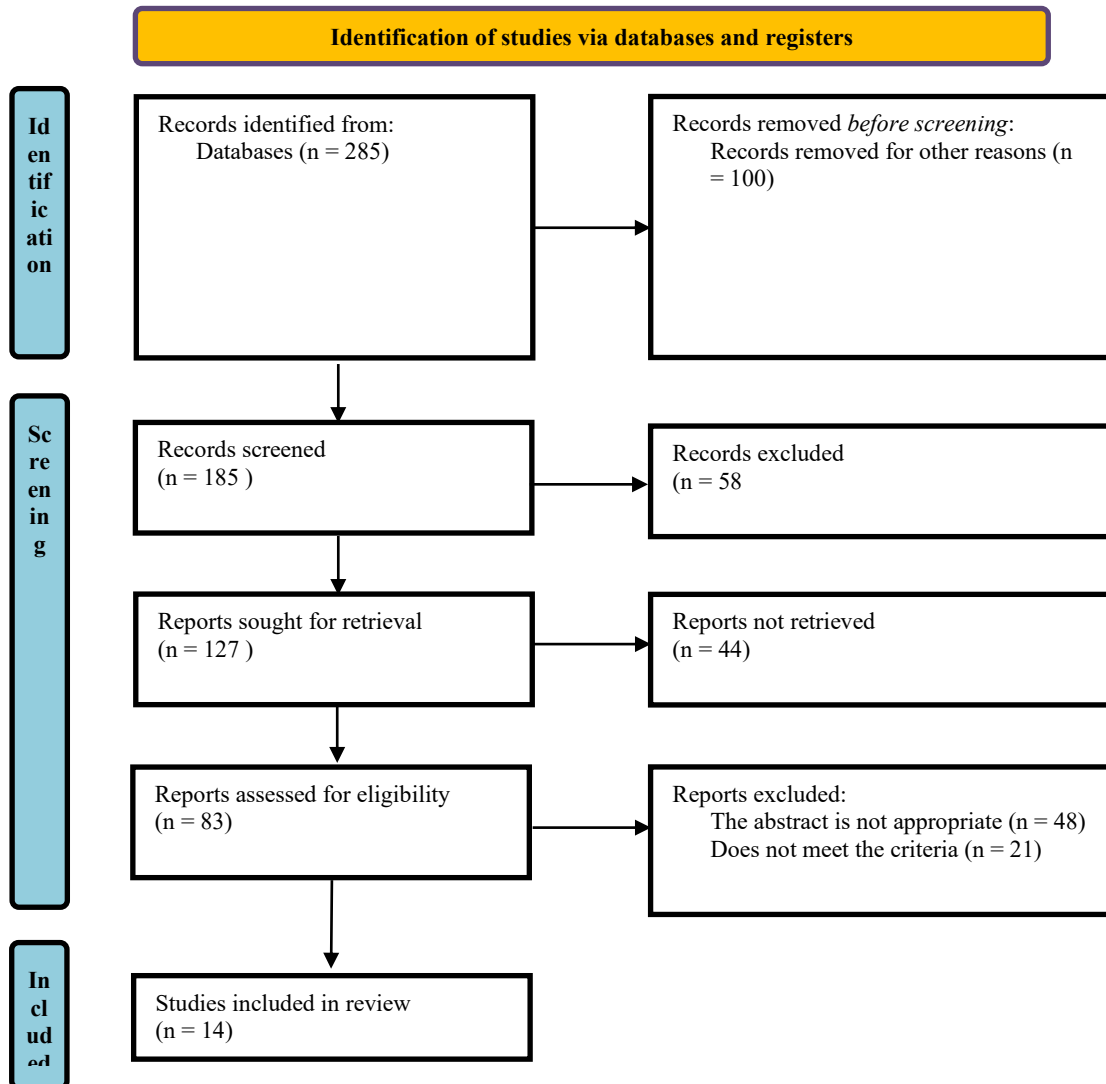 Identification of studies via databases and registers
Id
en
tif
ic
ati
on
Records identified from:
Databases (n = 285)
Records removed before screening:
Records removed for other reasons (n
= 100)
Sc
re
en
in
g
Records screened
(n = 185 )
Records excluded
(n = 58
Reports sought for retrieval
(n = 127 )
Reports not retrieved
(n = 44)
Reports assessed for eligibility
(n = 83)
Reports excluded:
The abstract is not appropriate (n = 48)
Does not meet the criteria (n = 21)
In
cl
ud
ed
Studies included in review
(n = 14)